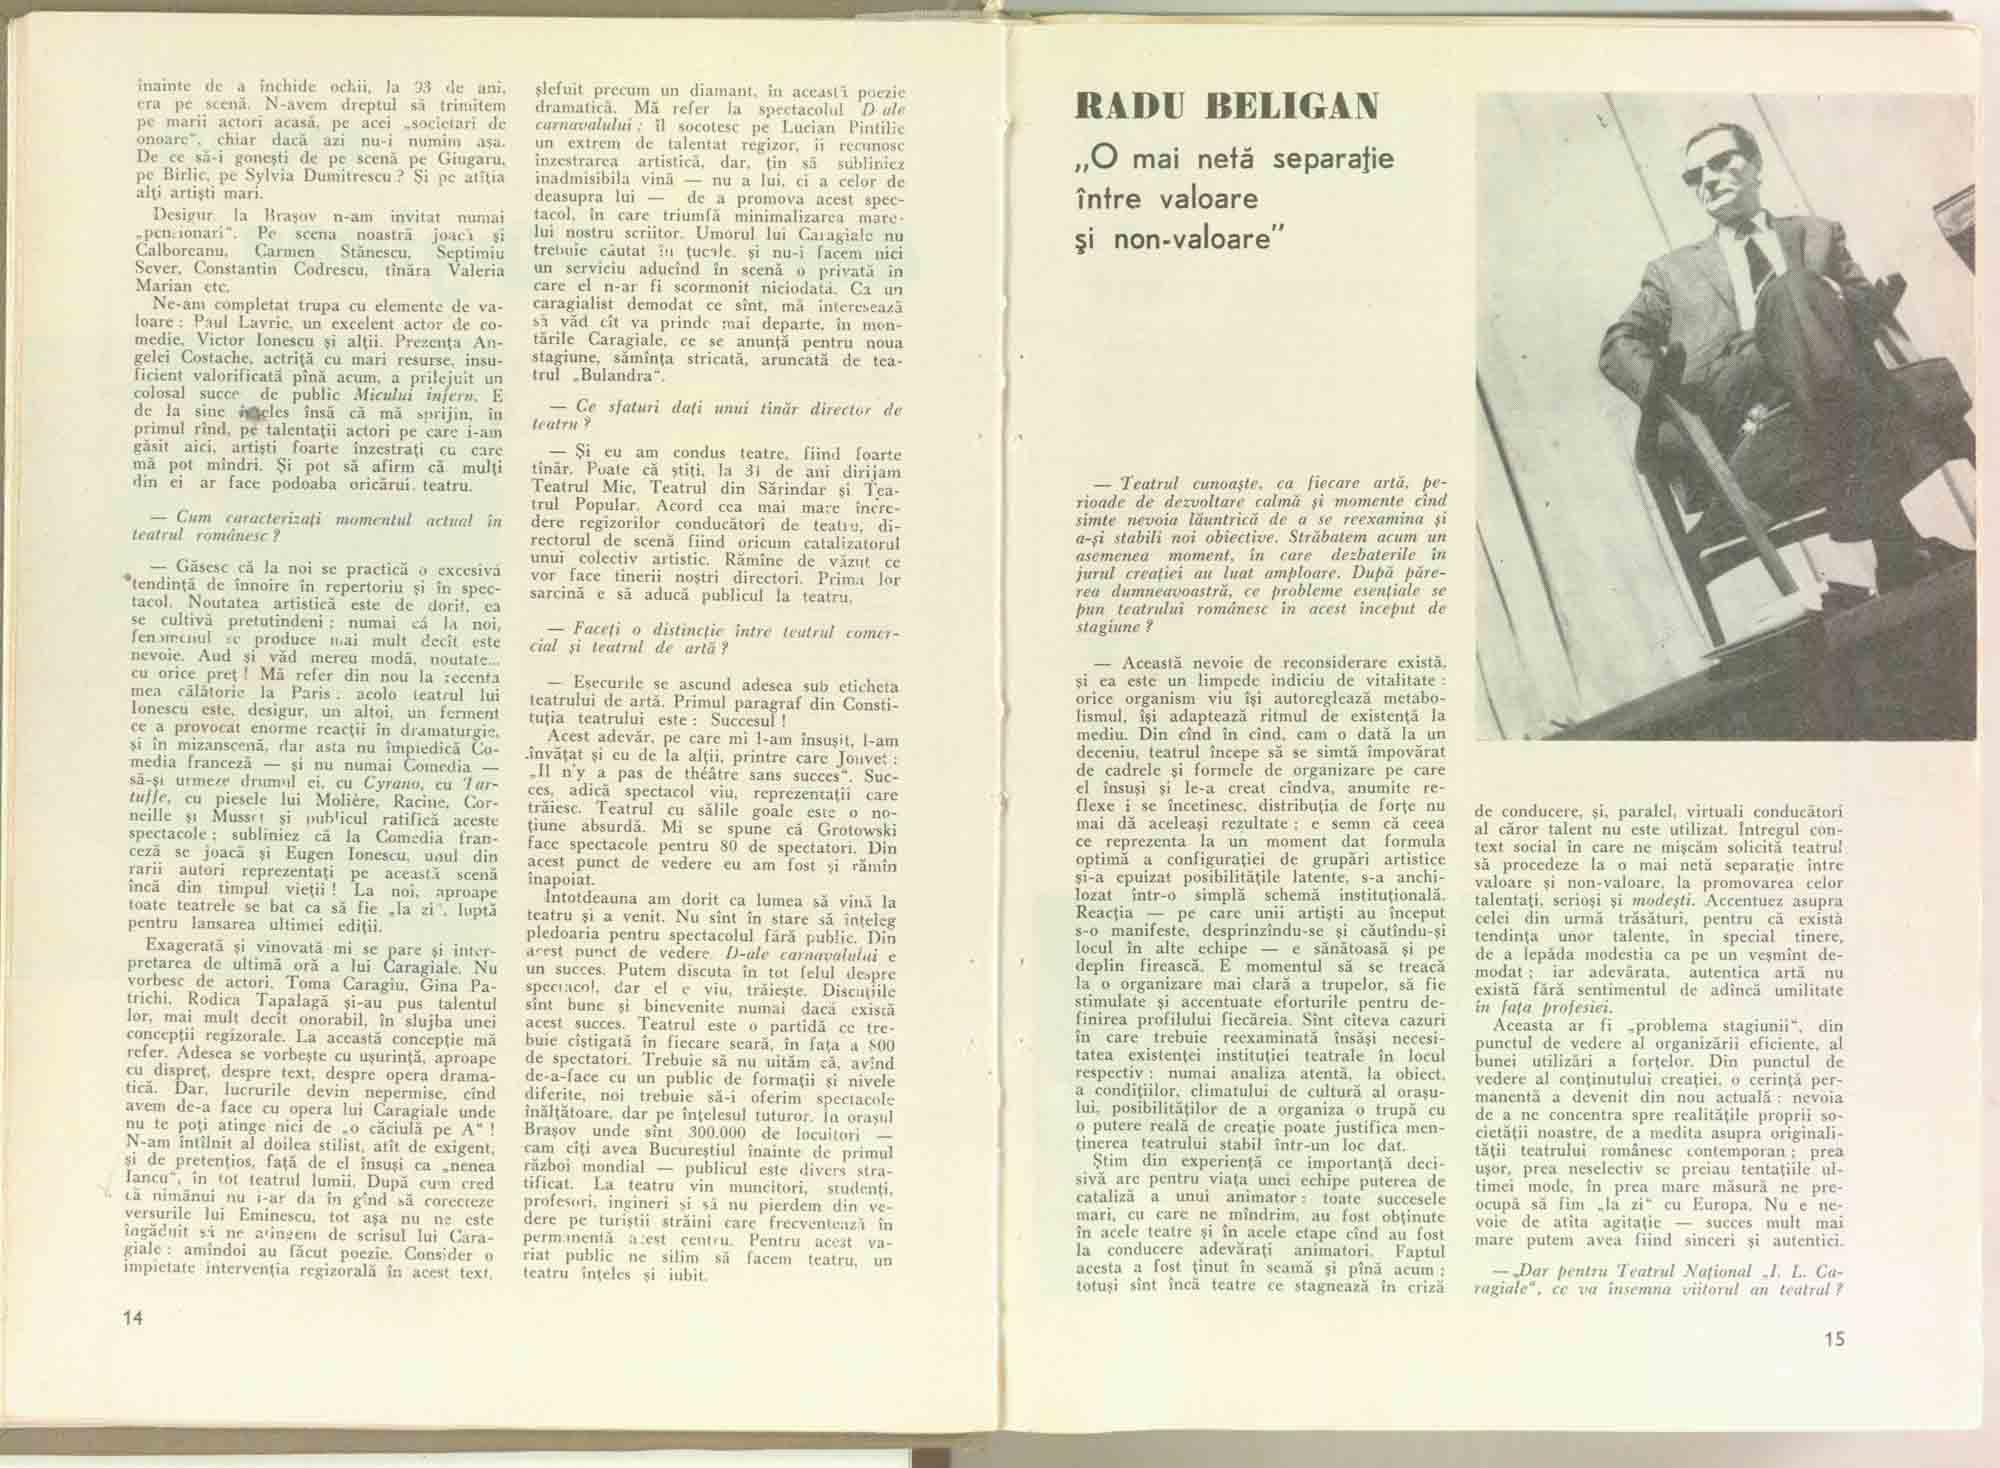 înainte de a închide ochii, la 93 de ani,
era pe scenă. N-avem dreptul să trimitem
pe marii actori acasă, pe acei „societari de
onoare“, chiar dacă azi nu-i numim așa.
De ce să-i gonești de pe scenă pe Giugaru,
pe Birlic, pe Sylvia Dumitrescu ? Și pe atîția
alți artiști mari.
Desigur, la Brașov n-am invitat numai
„pensionari“. Pe scena noastră joacă și
Calboreanu, Carmen Stănescu, Septimiu
Sever, Constantin Codrescu, tînăra Valeria
Marian etc.
Ne-am completat trupa cu elemente de va-
loare : Paul Lavric, un excelent actor de co-
medie, Victor Ionescu și alții. Prezența An-
gelei Costache, actriță cu mari resurse, insu-
ficient valorificată pînă acum, a prilejuit un
colosal succe de public Micului infern. E
de la sine înțeles însă că mă sprijin, în
primul rînd, pe talentații actori pe care i-am
găsit aici, artiști foarte înzestrați cu care
mă pot mîndri. Și pot să afirm că mulți
din ei ar face podoaba oricărui. teatru.
— Cum caracterizați momentul actual în
teatrul românesc ?
— Găsesc că la noi se practică o excesivă
tendință de înnoire în repertoriu și în spec-
tacol. Noutatea artistică este de dorit, ea
se cultivă pretutindeni ; numai că la noi,
fenomenul se produce mai mult decît este
nevoie. Aud și văd mereu modă, noutate...
cu orice preț ! Mă refer din nou la recenta
mea călătorie la Paris : acolo teatrul lui
Ionescu este, desigur, un altoi, un ferment
ce a provocat enorme reacții în dramaturgie,
și în mizanscenă, dar asta nu împiedică Co-
media franceză — și nu numai Comedia —
să-și urmeze drumul ei, cu Cyrano, cu Tar-
tuffe, cu piesele lui Molière, Racine, Cor-
neille și Musset și publicul ratifică aceste
spectacole ; subliniez că la Comedia fran-
ceză se joacă și Eugen Ionescu, unul din
rarii autori reprezentați pe această scenă
încă din timpul vieții ! La noi, aproape
toate teatrele se bat ca să fie „la zi“, luptă
pentru lansarea ultimei ediții.
Exagerată și vinovată mi se pare și inter-
pretarea de ultimă oră a lui Caragiale. Nu
vorbesc de actori. Toma Caragiu, Gina Pa-
trichi, Rodica Tapalagă și-au pus talentul
lor, mai mult decît onorabil, în slujba unei
concepții regizorale. La această concepție mă
refer. Adesea se vorbește cu ușurință, aproape
cu dispreț, despre text, despre opera drama-
tică. Dar, lucrurile devin nepermise, cînd
avem de-a face cu opera lui Caragiale unde
nu te poți atinge nici de „o căciulă pe A“ !
N-am întîlnit al doilea stilist, atît de exigent,
și de pretențios, față de el însuși ca „nenea
Iancu“, în tot teatrul lumii. După cum cred
că nimănui nu i-ar da în gînd să corecteze
versurile lui Eminescu, tot așa nu ne este
îngăduit să ne atingem de scrisul lui Cara-
giale : amîndoi au făcut poezie. Consider o
impietate intervenția regizorală în acest text,
14
șlefuit precum un diamant, în această poezie
dramatică. Mă refer la spectacolul D-ale
carnavalului ; îl socotesc pe Lucian Pintilie
un extrem de talentat regizor, îi recunosc
înzestrarea artistică, dar, țin să subliniez
inadmisibila vină — nu a lui, ci a celor de
deasupra lui — de a promova acest spec-
tacol, în care triumfă minimalizarea mare-
lui nostru scriitor. Umorul lui Caragiale nu
trebuie căutat în țucale, și nu-i facem nici
un serviciu aducînd în scenă o privată în
care el n-ar fi scormonit niciodată. Ca un
caragialist demodat ce sînt, mă interesează
să văd cît va prinde mai departe, în mon-
tările Caragiale, ce se anunță pentru noua
stagiune, sămînța stricată, aruncată de tea-
trul „Bulandra“.
— Ce sfaturi dați unui tînăr director de
teatru ?
— Și eu am condus teatre, fiind foarte
tînăr. Poate că știți, la 31 de ani dirijam
Teatrul Mic, Teatrul din Sărindar și Tea-
trul Popular. Acord cea mai mare încre-
dere regizorilor conducători de teatru, di-
rectorul de scenă fiind oricum catalizatorul
unui colectiv artistic. Rămîne de văzut ce
vor face tinerii noștri directori. Prima lor
sarcină e să aducă publicul la teatru.
— Faceți o distincție între teatrul comer-
cial și teatrul de artă ?
— Eșecurile se ascund adesea sub eticheta
teatrului de artă. Primul paragraf din Consti-
tuția teatrului este : Succesul !
Acest adevăr, pe care mi l-am însușit, l-am
învățat și eu de la alții, printre care Jouvet :
„Il n'y a pas de théâtre sans succes“. Suc-
ces, adică spectacol viu, reprezentații care
trăiesc. Teatrul cu sălile goale este o no-
țiune absurdă. Mi se spune că Grotowski
face spectacole pentru 80 de spectatori. Din
acest punct de vedere eu am fost și rămîn
înapoiat.
Întotdeauna am dorit ca lumea să vină la
teatru și a venit. Nu sînt în stare să înțeleg
pledoaria pentru spectacolul fără public. Din
acest punct de vedere D-ale carnavalului e
un succes. Putem discuta în tot felul despre
spectacol, dar el e viu, trăiește. Discuțiile
sînt bune și binevenite numai dacă există
acest succes. Teatrul este o partidă ce tre-
buie cîștigată în fiecare seară, în fața a 800
de spectatori. Trebuie să nu uităm că, avînd
de-a-face cu un public de formații și nivele
diferite, noi trebuie să-i oferim spectacole
înălțătoare, dar pe înțelesul tuturor. În orașul
Brașov unde sînt 300.000 de locuitori —
cam cîți avea Bucureștiul înainte de primul
război mondial — publicul este divers stra-
tificat. La teatru vin muncitori, studenți,
profesori, ingineri și să nu pierdem din ve-
dere pe turiștii străini care frecventează în
permanență acest centru. Pentru acest va-
riat public ne silim să facem teatru, un
teatru înțeles și iubit.
RADU BELIGAN
„O mai netă separație
între valoare
și non-valoare”
— Teatrul cunoaște, ca fiecare artă, pe-
rioade de dezvoltare calmă și momente cînd
simte nevoia lăuntrică de a se reexamina și
a-și stabili noi obiective. Străbatem acum un
asemenea moment, în care dezbaterile în
jurul creației au luat amploare. După păre-
rea dumneavoastră, ce probleme esențiale se
pun teatrului românesc în acest început de
stagiune ?
— Această nevoie de reconsiderare există,
și ea este un limpede indiciu de vitalitate :
orice organism viu își autoreglează metabo-
lismul, își adaptează ritmul de existență la
mediu. Din cînd în cînd, cam o dată la un
deceniu, teatrul începe să se simtă împovărat
de cadrele și formele de organizare pe care
el însuși și le-a creat cîndva, anumite re-
flexe i se încetinesc, distribuția de forțe nu
mai dă aceleași rezultate ; e semn că ceea
ce reprezenta la un moment dat formula
optimă a configurației de grupări artistice
și-a epuizat posibilitățile latente, s-a anchi-
lozat într-o simplă schemă instituțională.
Reacția — pe care unii artiști au început
s-o manifeste, desprinzîndu-se și căutîndu-și
locul în alte echipe — e sănătoasă și pe
deplin firească. E momentul să se treacă
la o organizare mai clară a trupelor, să fie
stimulate și accentuate eforturile pentru de-
finirea profilului fiecăreia. Sînt cîteva cazuri
în care trebuie reexaminată însăși necesi-
tatea existenței instituției teatrale în locul
respectiv : numai analiza atentă, la obiect,
a condițiilor, climatului de cultură al orașu-
lui, posibilităților de a organiza o trupă cu
o putere reală de creație poate justifica men-
ținerea teatrului stabil într-un loc dat.
Știm din experiență ce importanță deci-
sivă are pentru viața unei echipe puterea de
cataliză a unui animator : toate succesele
mari, cu care ne mîndrim, au fost obținute
în acele teatre și în acele etape cînd au fost
la conducere adevărați animatori. Faptul
acesta a fost ținut în seamă și pînă acum ;
totuși sînt încă teatre ce stagnează în criză
de conducere, și, paralel, virtuali conducători
al căror talent nu este utilizat. Întregul con-
text social în care ne mișcăm solicită teatrul
să procedeze la o mai netă separație între
valoare și non-valoare, la promovarea celor
talentați, serioși și modești. Accentuez asupra
celei din urmă trăsături, pentru că există
tendința unor talente, în special tinere,
de a lepăda modestia ca pe un veșmînt de-
modat ; iar adevărata, autentica artă nu
există fără sentimentul de adîncă umilitate
în fața profesiei.
Aceasta ar fi „problema stagiunii“, din
punctul de vedere al organizării eficiente, al
bunei utilizări a forțelor. Din punctul de
vedere al conținutului creației, o cerință per-
manentă a devenit din nou actuală : nevoia
de a ne concentra spre realitățile proprii so-
cietății noastre, de a medita asupra originali-
tății teatrului românesc contemporan ; prea
ușor, prea neselectiv se preiau tentațiile ul-
timei mode, în prea mare măsură ne pre-
ocupă să fim „la zi“ cu Europa. Nu e ne-
voie de atîta agitație — succes mult mai
mare putem avea fiind sinceri și autentici.
— „Dar pentru Teatrul Național „I. L. Ca-
ragiale“, ce va însemna viitorul an teatral ?
15